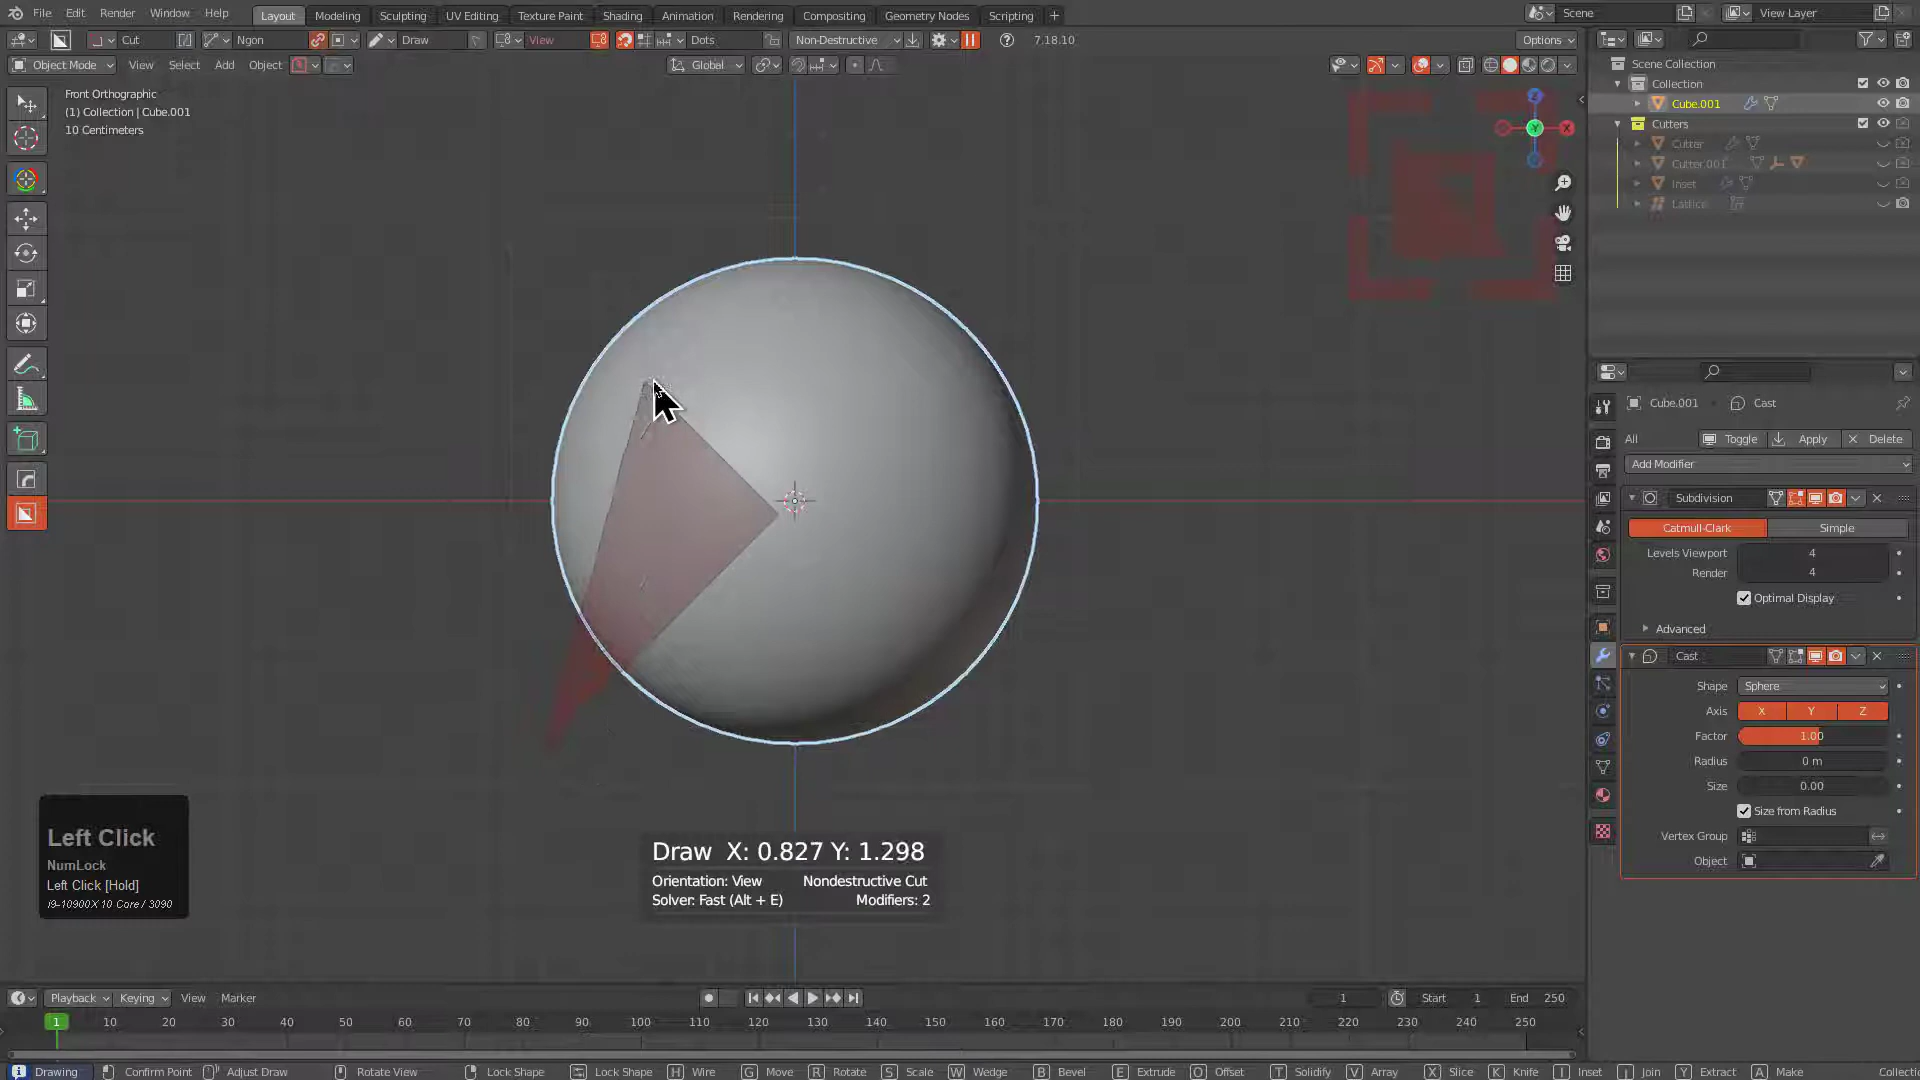 File Edit Render Window Help Layout Modeling Sculpting UV Editing Texture Paint Shading Animation Rendering Compositing Geometry Nodes Scripting + Scene View Layer
Cut Ngon Draw View Dots Non-Destructive 7.18.10 Options
Object Mode View Select Add Object Global
Front Orthographic
(1) Collection | Cube.001
10 Centimeters
Scene Collection
Collection
Cube.001
Cutters
Cutter
Cutter.001
Inset
Lattice
Cube.001 Cast
All Toggle Apply Delete
Add Modifier
Subdivision
Catmull-Clark Simple
Levels Viewport 4
Render 4
Optimal Display
Advanced
Cast
Shape Sphere
Axis X Y Z
Factor 1.00
Radius 0 m
Size 0.00
Size from Radius
Vertex Group
Object
Left Click
NumLock
Left Click [Hold]
i9-10900X 10 Core / 3090
Draw X: 0.827 Y: 1.298
Orientation: View Nondestructive Cut
Solver: Fast (Alt + E) Modifiers: 2
Playback Keying View Marker 1 Start 1 End 250
1 10 20 30 40 50 60 70 80 90 100 110 120 130 140 150 160 170 180 190 200 210 220 230 240 250
Drawing Confirm Point Adjust Draw Rotate View Lock Shape Lock Shape H Wire G Move R Rotate S Scale W Wedge B Bevel E Extrude O Offset T Solidify V Array X Slice K Knife I Inset J Join Y Extract A Make Collectio